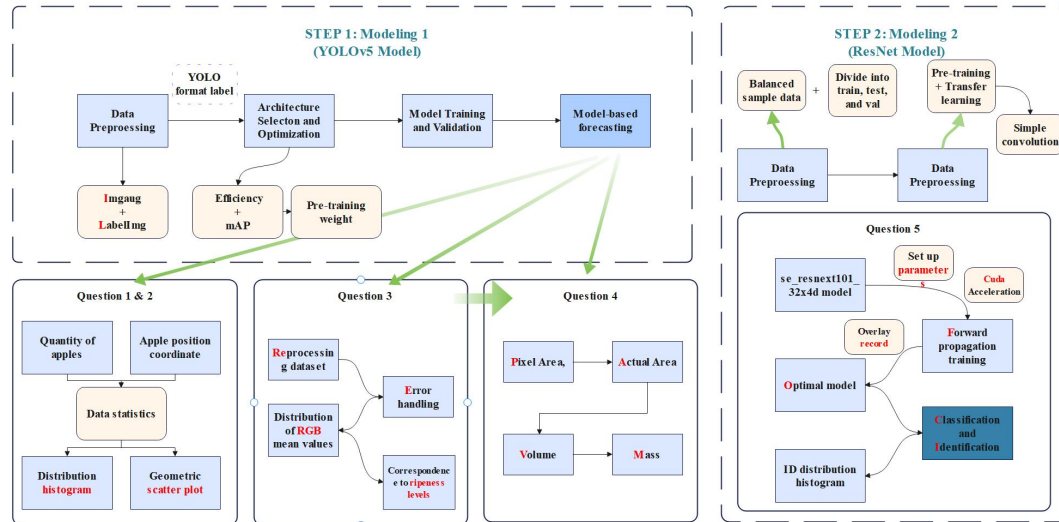 STEP 1: Modeling 1
(YOLOv5 Model)
YOLO
format label
Data
Preproessing
Architecture
Selecton and
Optimization
Model Training
and Validation
Model-based
forecasting
Imgaug
+
LabelImg
Efficiency
+
mAP
Pre-training
weight
Question 1 & 2
Quantity of
apples
Apple position
coordinate
Data statistics
Distribution
histogram
Geometric
scatter plot
Question 3
Reprocessin
g dataset
Error
handling
Distribution
of RGB
mean values
Correspondenc
e to ripeness
levels
Question 4
Pixel Area,
Actual Area
Volume
Mass
STEP 2: Modeling 2
(ResNet Model)
Balanced
sample data
+
Divide into
train, test,
and val
Pre-training
+ Transfer
learning
Simple
convolution
Data
Preprossing
Data
Preprossing
Question 5
se_resnext101_
32x4d model
Set up
parameter
s
Cuda
Acceleration
Overlay
record
Forward
propagation
training
Optimal model
Classification
and
Identification
ID distribution
histogram